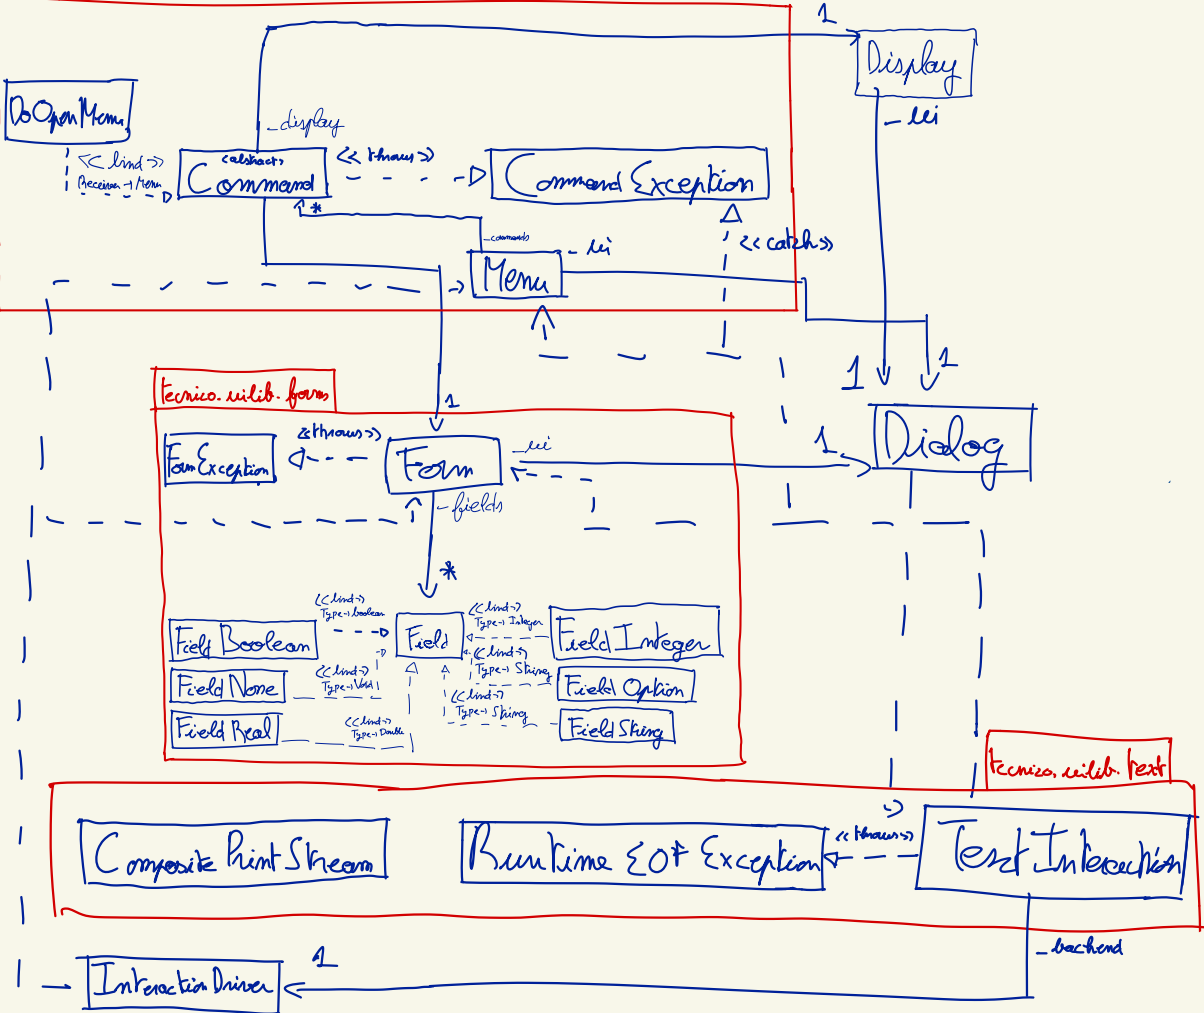 1
Display
_ui
DoOpenMenu
<<bind>>
Receiver→Menu
_display
<abstract>
Command
<<throws>>
CommandException
*
_commands
Menu
_ui
<<catch>>
1
1
tecnico.uilib.forms
1
FormException
<<throws>>
Form
_ui
1
Dialog
_fields
*
Field Boolean
<<bind>>
Type→boolean
Field
<<bind>>
Type→Integer
Field Integer
Field None
<<bind>>
Type→Void
<<bind>>
Type→String
Field Option
Field Real
<<bind>>
Type→Double
<<bind>>
Type→String
Field String
tecnico.uilib.text
Composite Print Stream
Runtime EOF Exception
<<throws>>
Text Interaction
_backend
Interaction Driver
1